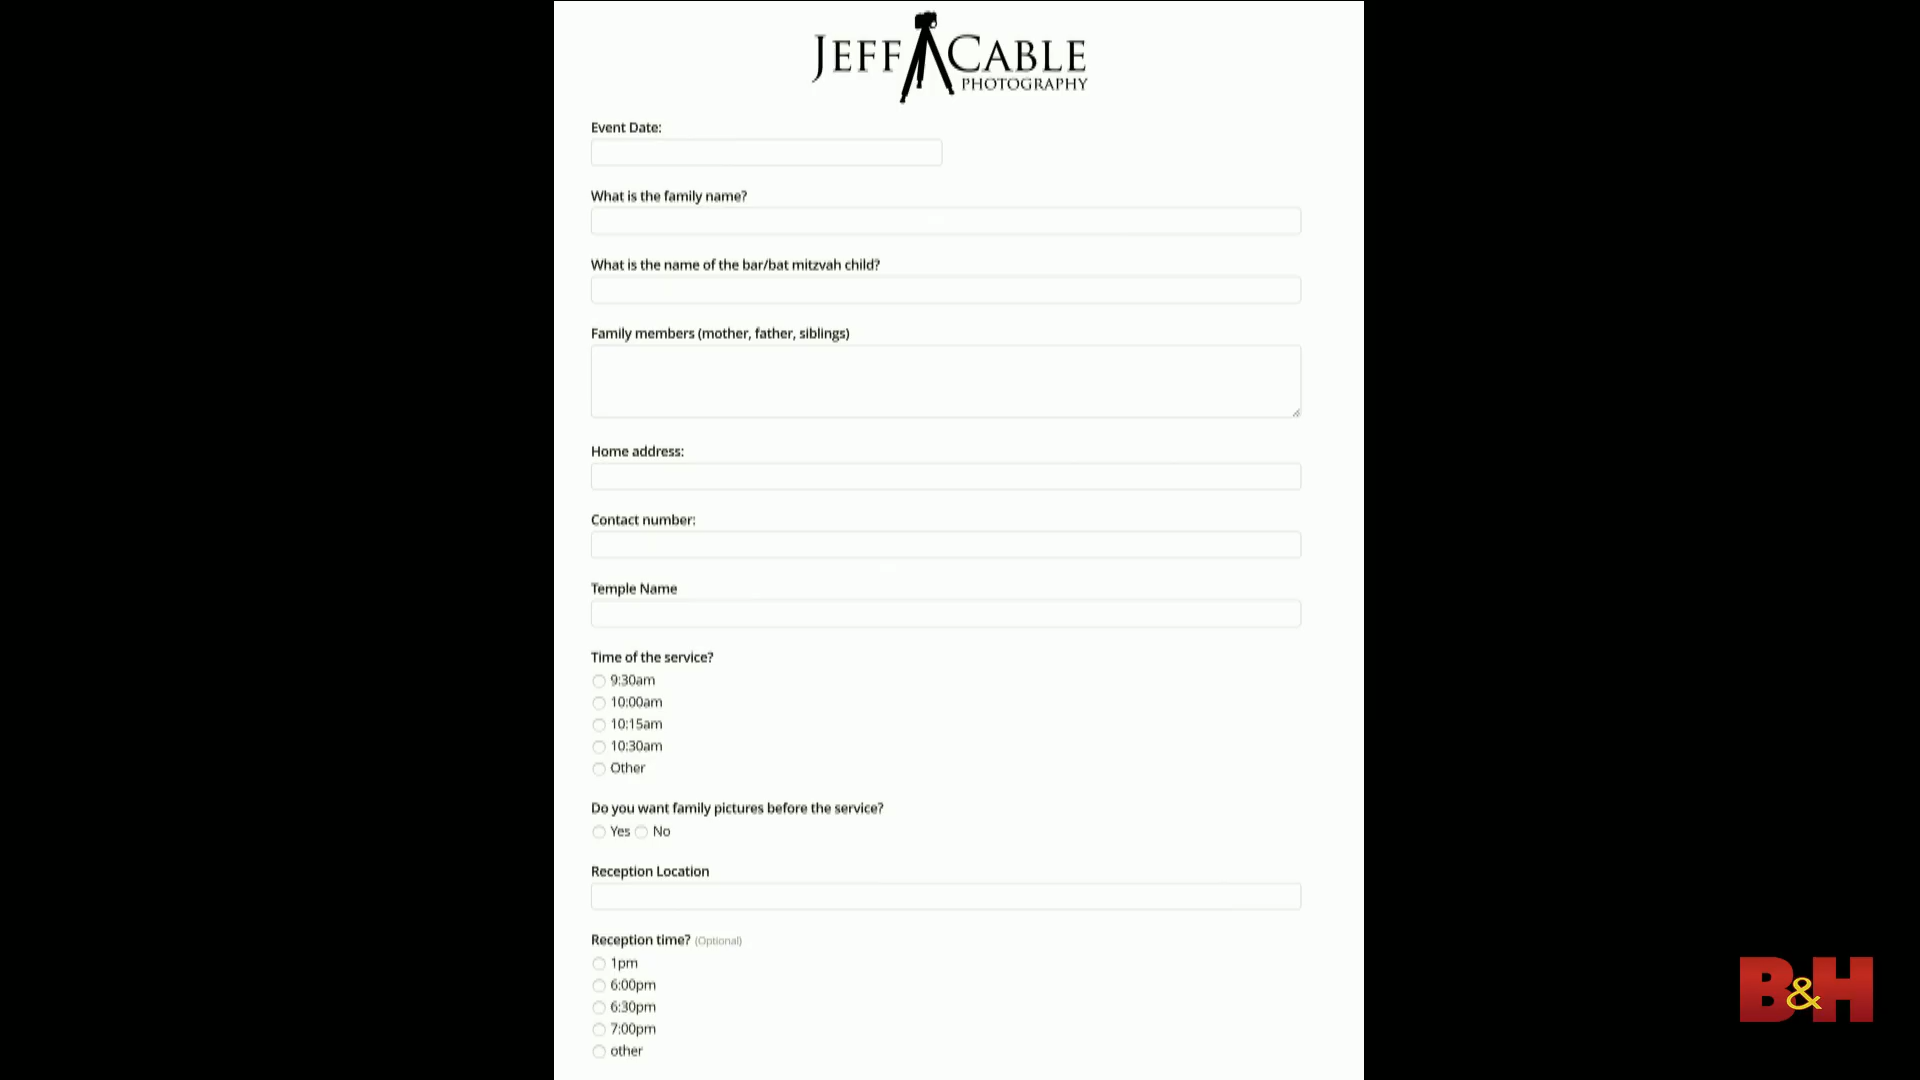 JEFF CABLE
PHOTOGRAPHY
Event Date:
What is the family name?
What is the name of the bar/bat mitzvah child?
Family members (mother, father, siblings)
Home address:
Contact number:
Temple Name
Time of the service?
9:30am
10:00am
10:15am
10:30am
Other
Do you want family pictures before the service?
Yes No
Reception Location
Reception time? (Optional)
1pm
6:00pm
6:30pm
7:00pm
other
B&H